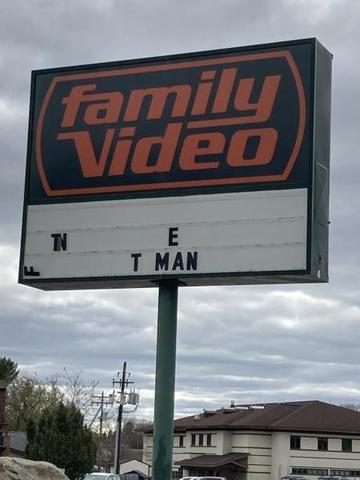 family
Video
TN E
F T MAN